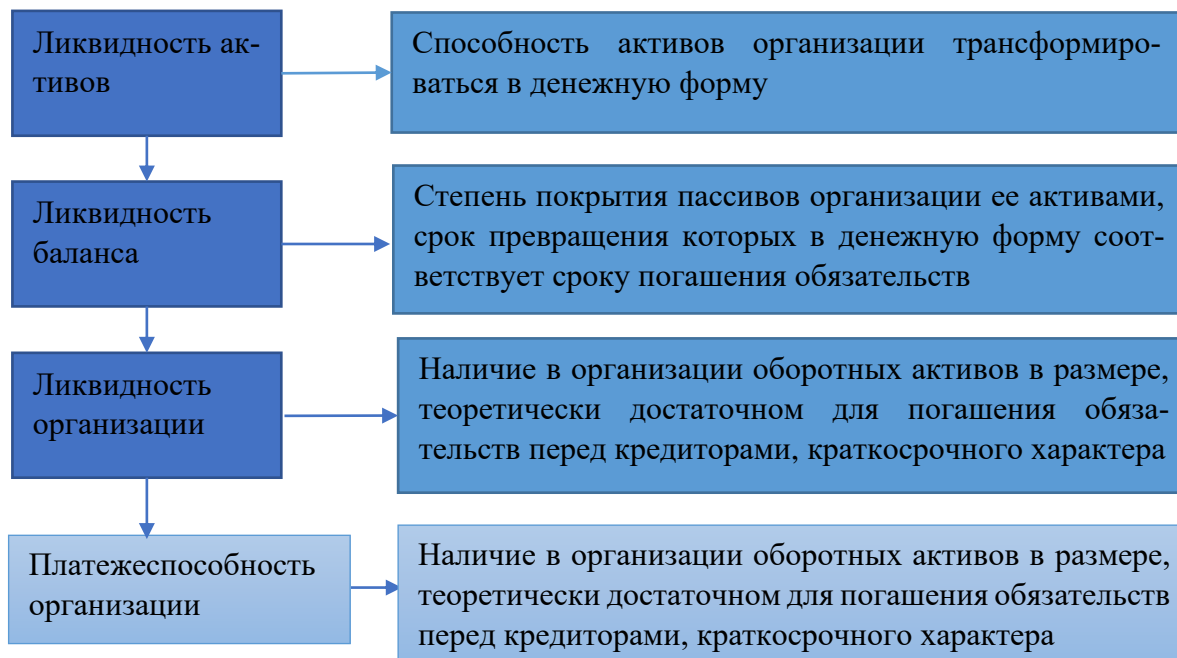 Ликвидность ак-
тивов
Способность активов организации трансформиро-
ваться в денежную форму
Ликвидность
баланса
Степень покрытия пассивов организации ее активами,
срок превращения которых в денежную форму соот-
ветствует сроку погашения обязательств
Ликвидность
организации
Наличие в организации оборотных активов в размере,
теоретически достаточном для погашения обяза-
тельств перед кредиторами, краткосрочного характера
Платежеспособность
организации
Наличие в организации оборотных активов в размере,
теоретически достаточном для погашения обязательств
перед кредиторами, краткосрочного характера